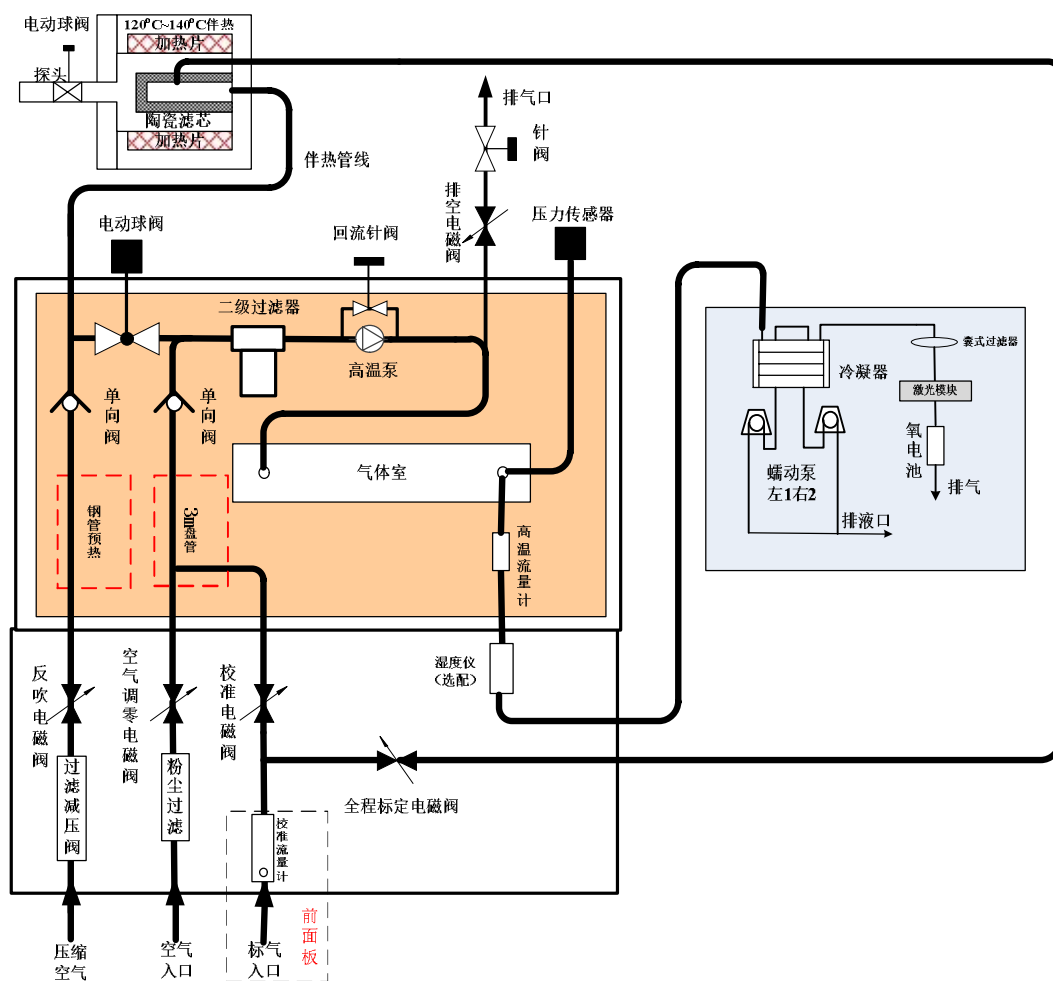 电动球阀
120°C~140°C伴热
加热片
探头
陶瓷滤芯
加热片
伴热管线
排气口
针阀
排空电磁阀
压力传感器
电动球阀
回流针阀
二级过滤器
高温泵
单向阀
单向阀
气体室
钢管预热
3m盘管
高温流量计
冷凝器
囊式过滤器
激光模块
氧电池
蠕动泵
左1右2
排气
排液口
反吹电磁阀
空气调零电磁阀
校准电磁阀
湿度仪
(选配)
过滤减压阀
粉尘过滤
全程标定电磁阀
校准流量计
前面板
压缩
空气
空气
入口
标气
入口